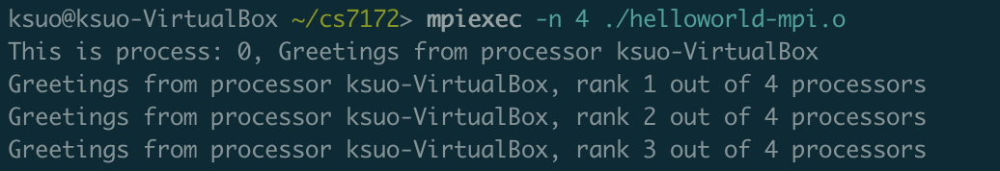 ksuo@ksuo-VirtualBox ~/cs7172> mpiexec -n 4 ./helloworld-mpi.o
This is process: 0, Greetings from processor ksuo-VirtualBox
Greetings from processor ksuo-VirtualBox, rank 1 out of 4 processors
Greetings from processor ksuo-VirtualBox, rank 2 out of 4 processors
Greetings from processor ksuo-VirtualBox, rank 3 out of 4 processors